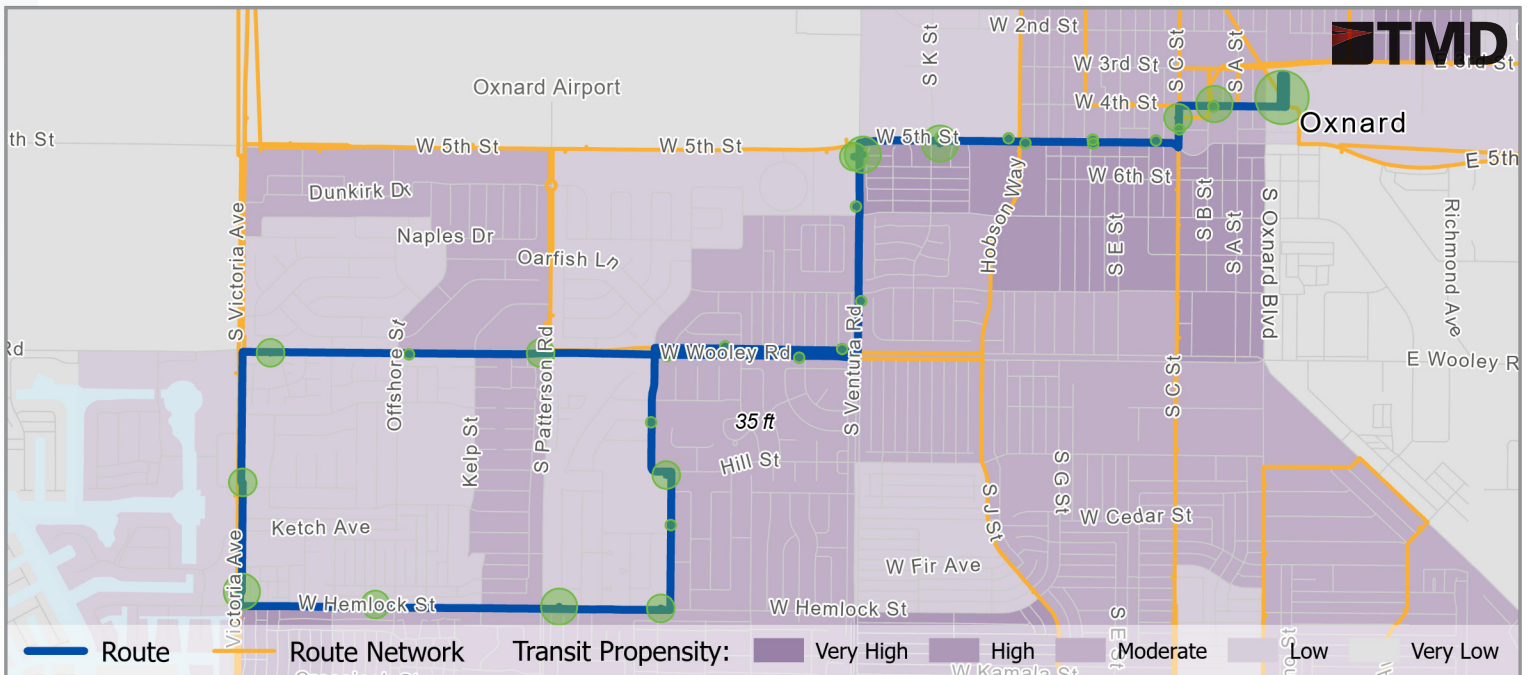 W 2nd St
S K St
S C St
S A St
TMD
W 3rd St
E 3rd St
Oxnard Airport
W 4th St
Oxnard
th St
W 5th St
W 5th St
W 5th St
E 5th
Dunkirk Dr
W 6th St
S B St
S Oxnard Blvd
Richmond Ave
S Victoria Ave
Naples Dr
Oarfish Ln
Hobson Way
S E St
S A St
Rd
Offshore St
S Patterson Rd
W Wooley Rd
S Ventura Rd
S C St
E Wooley R
Kelp St
35 ft
Hill St
S G St
S J St
Ketch Ave
W Cedar St
W Fir Ave
Victoria Ave
W Hemlock St
W Hemlock St
S E St
Route
Route Network
Transit Propensity:
Very High
High
Moderate
Low
Very Low
W Kamala St